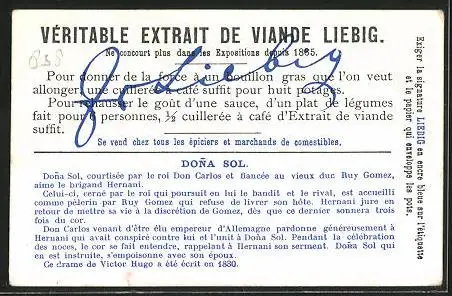 VÉRITABLE EXTRAIT DE VIANDE LIEBIG.
Ne concourt plus dans les Expositions depuis 1885.
Pour donner de la force à un bouillon gras que l'on veut
allonger une cuillerée à café suffit pour huit potages.
Pour rehausser le goût d'une sauce, d'un plat de légumes
fait pour 6 personnes, ½ cuillerée à café d'Extrait de viande
suffit.
Se vend chez tous les épiciers et marchands de comestibles.
DOÑA SOL.
Doña Sol, courtisée par le roi Don Carlos et fiancée au vieux duc Ruy Gomez,
aime le brigand Hernani.
Celui-ci, cerné par le roi qui poursuit en lui le bandit et le rival, est accueilli
comme pèlerin par Ruy Gomez qui refuse de livrer son hôte. Hernani jure en
retour de mettre sa vie à la discrétion de Gomez, dès que ce dernier sonnera trois
fois du cor.
Don Carlos venant d'être élu empereur d'Allemagne pardonne généreusement à
Hernani qui avait conspiré contre lui et l'unit à Doña Sol. Pendant la célébration
des noces, le cor se fait entendre, rappelant à Hernani son serment. Doña Sol qui
en est instruite, s'empoisonne avec son époux.
Ce drame de Victor Hugo a été écrit en 1830.
Exiger la signature LIEBIG en encre bleue sur l'étiquette
et le papier qui enveloppe les pots.
J v Liebig